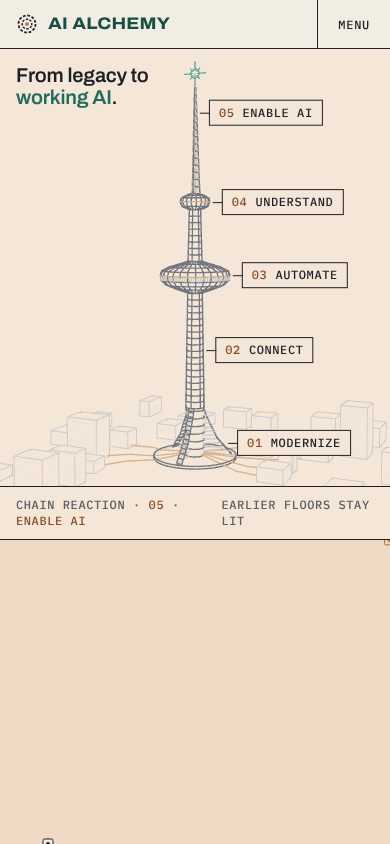 AI ALCHEMY
MENU
From legacy to
working AI.
05 ENABLE AI
04 UNDERSTAND
03 AUTOMATE
02 CONNECT
01 MODERNIZE
CHAIN REACTION · 05 ·
ENABLE AI
EARLIER FLOORS STAY
LIT